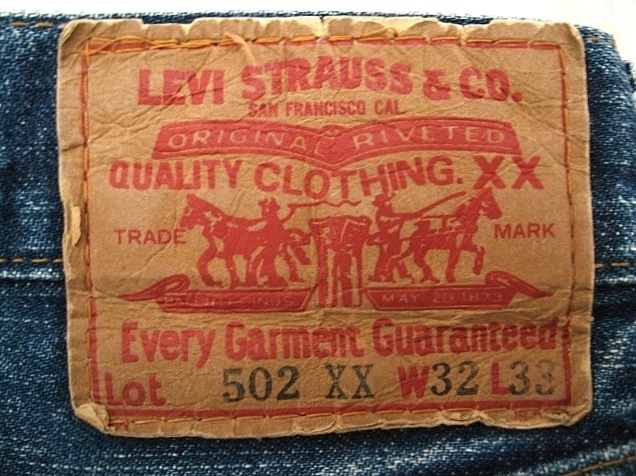 LEVI STRAUSS & CO.
SAN FRANCISCO CAL.
ORIGINAL RIVETED
QUALITY CLOTHING. XX
TRADE MARK
MAY 20 1873
Every Garment Guaranteed
Lot 502 XX W32 L33